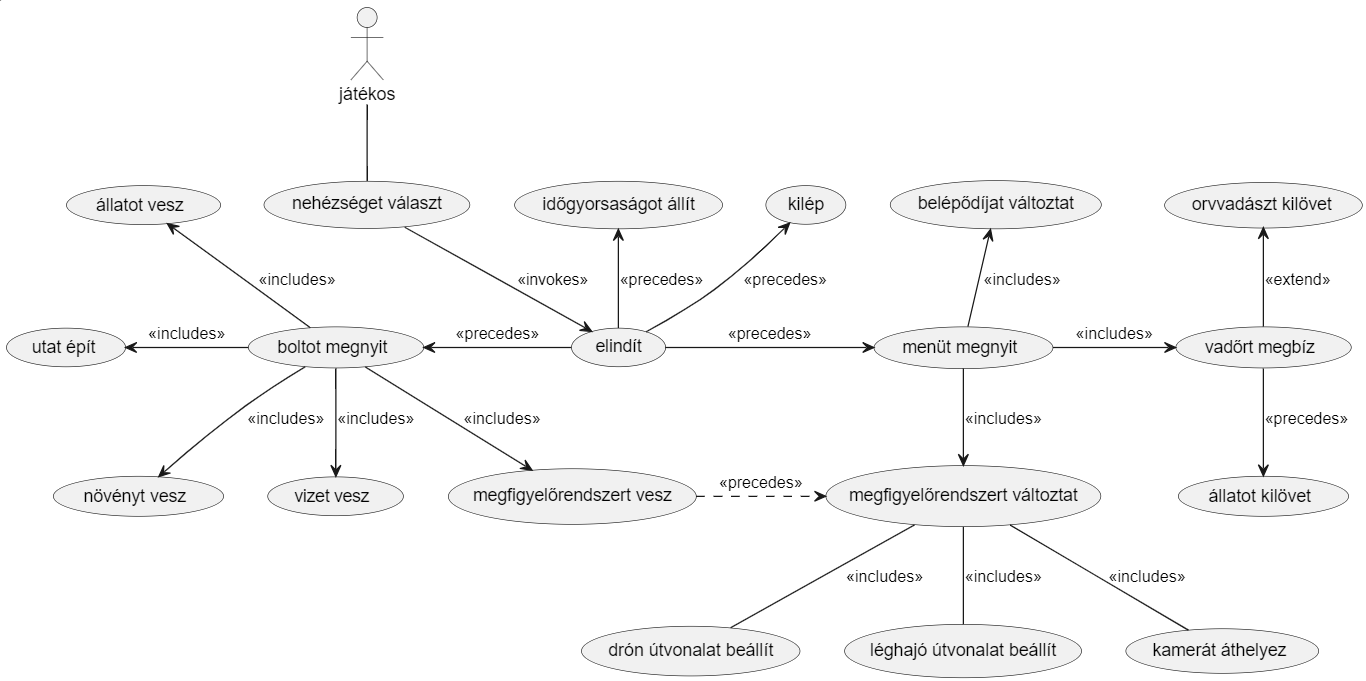 játékos
állatot vesz
nehézséget választ
időgyorsaságot állít
kilép
belépődíjat változtat
orvvadászt kilövet
«includes»
«invokes»
«precedes»
«precedes»
«includes»
«extend»
utat épít
«includes»
boltot megnyit
«precedes»
elindít
«precedes»
menüt megnyit
«includes»
vadőrt megbíz
«includes»
«includes»
«includes»
«includes»
«precedes»
növényt vesz
vizet vesz
megfigyelőrendszert vesz
«precedes»
megfigyelőrendszert változtat
állatot kilövet
«includes»
«includes»
«includes»
drón útvonalat beállít
léghajó útvonalat beállít
kamerát áthelyez